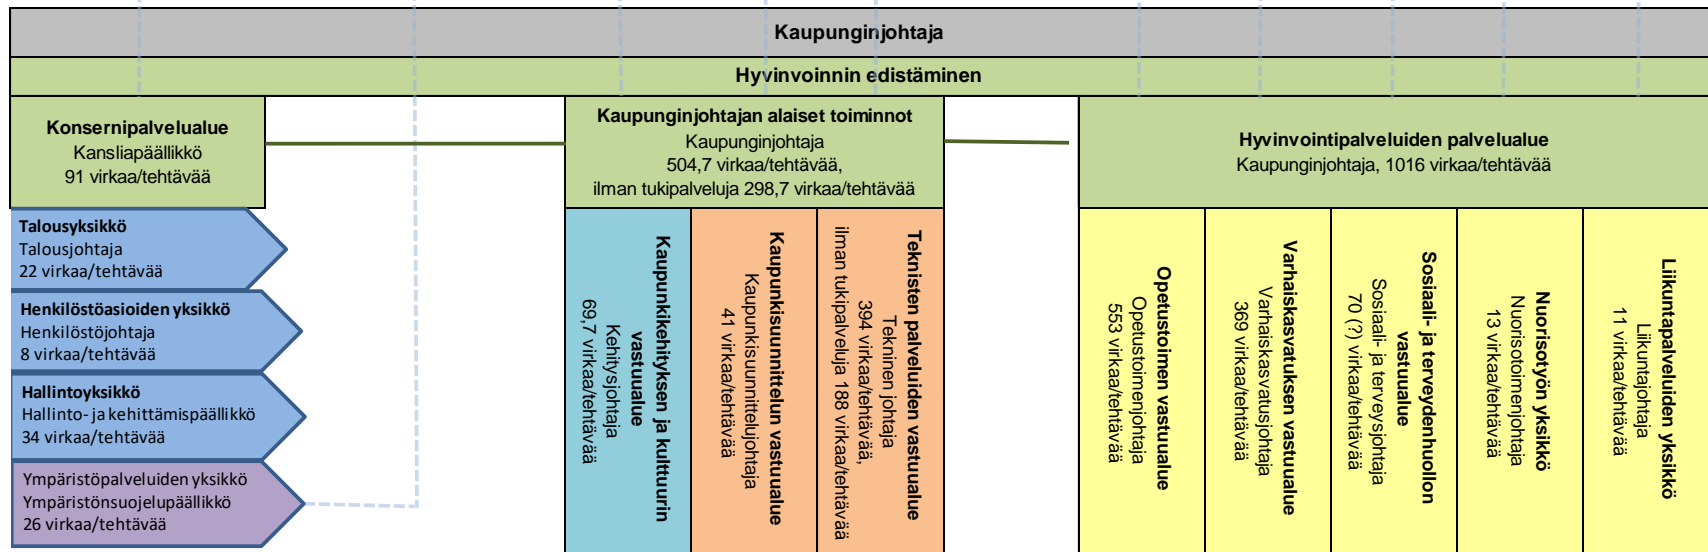 Kaupunginjohtaja
Hyvinvoinnin edistäminen
Konsernipalvelualue
Kansliapäällikkö
91 virkaa/tehtävää
Kaupunginjohtajan alaiset toiminnot
Kaupunginjohtaja
504,7 virkaa/tehtävää,
ilman tukipalveluja 298,7 virkaa/tehtävää
Hyvinvointipalveluiden palvelualue
Kaupunginjohtaja, 1016 virkaa/tehtävää
Talousyksikkö
Talousjohtaja
22 virkaa/tehtävää
Henkilöstöasioiden yksikkö
Henkilöstöjohtaja
8 virkaa/tehtävää
Hallintoyksikkö
Hallinto- ja kehittämispäällikkö
34 virkaa/tehtävää
Ympäristöpalveluiden yksikkö
Ympäristönsuojelupäällikkö
26 virkaa/tehtävää
Kaupunkikehityksen ja kulttuurin
vastuualue
Kehitysjohtaja
69,7 virkaa/tehtävää
Kaupunkisuunnittelun vastuualue
Kaupunkisuunnittelujohtaja
41 virkaa/tehtävää
Teknisten palveluiden vastuualue
Tekninen johtaja
394 virkaa/tehtävää,
ilman tukipalveluja 188 virkaa/tehtävää
Opetustoimen vastuualue
Opetustoimenjohtaja
553 virkaa/tehtävää
Varhaiskasvatuksen vastuualue
Varhaiskasvatusjohtaja
369 virkaa/tehtävää
Sosiaali- ja terveydenhuollon
vastuualue
Sosiaali- ja terveysjohtaja
70 (?) virkaa/tehtävää
Nuorisotyön yksikkö
Nuorisotoimenjohtaja
13 virkaa/tehtävää
Liikuntapalveluiden yksikkö
Liikuntajohtaja
11 virkaa/tehtävää